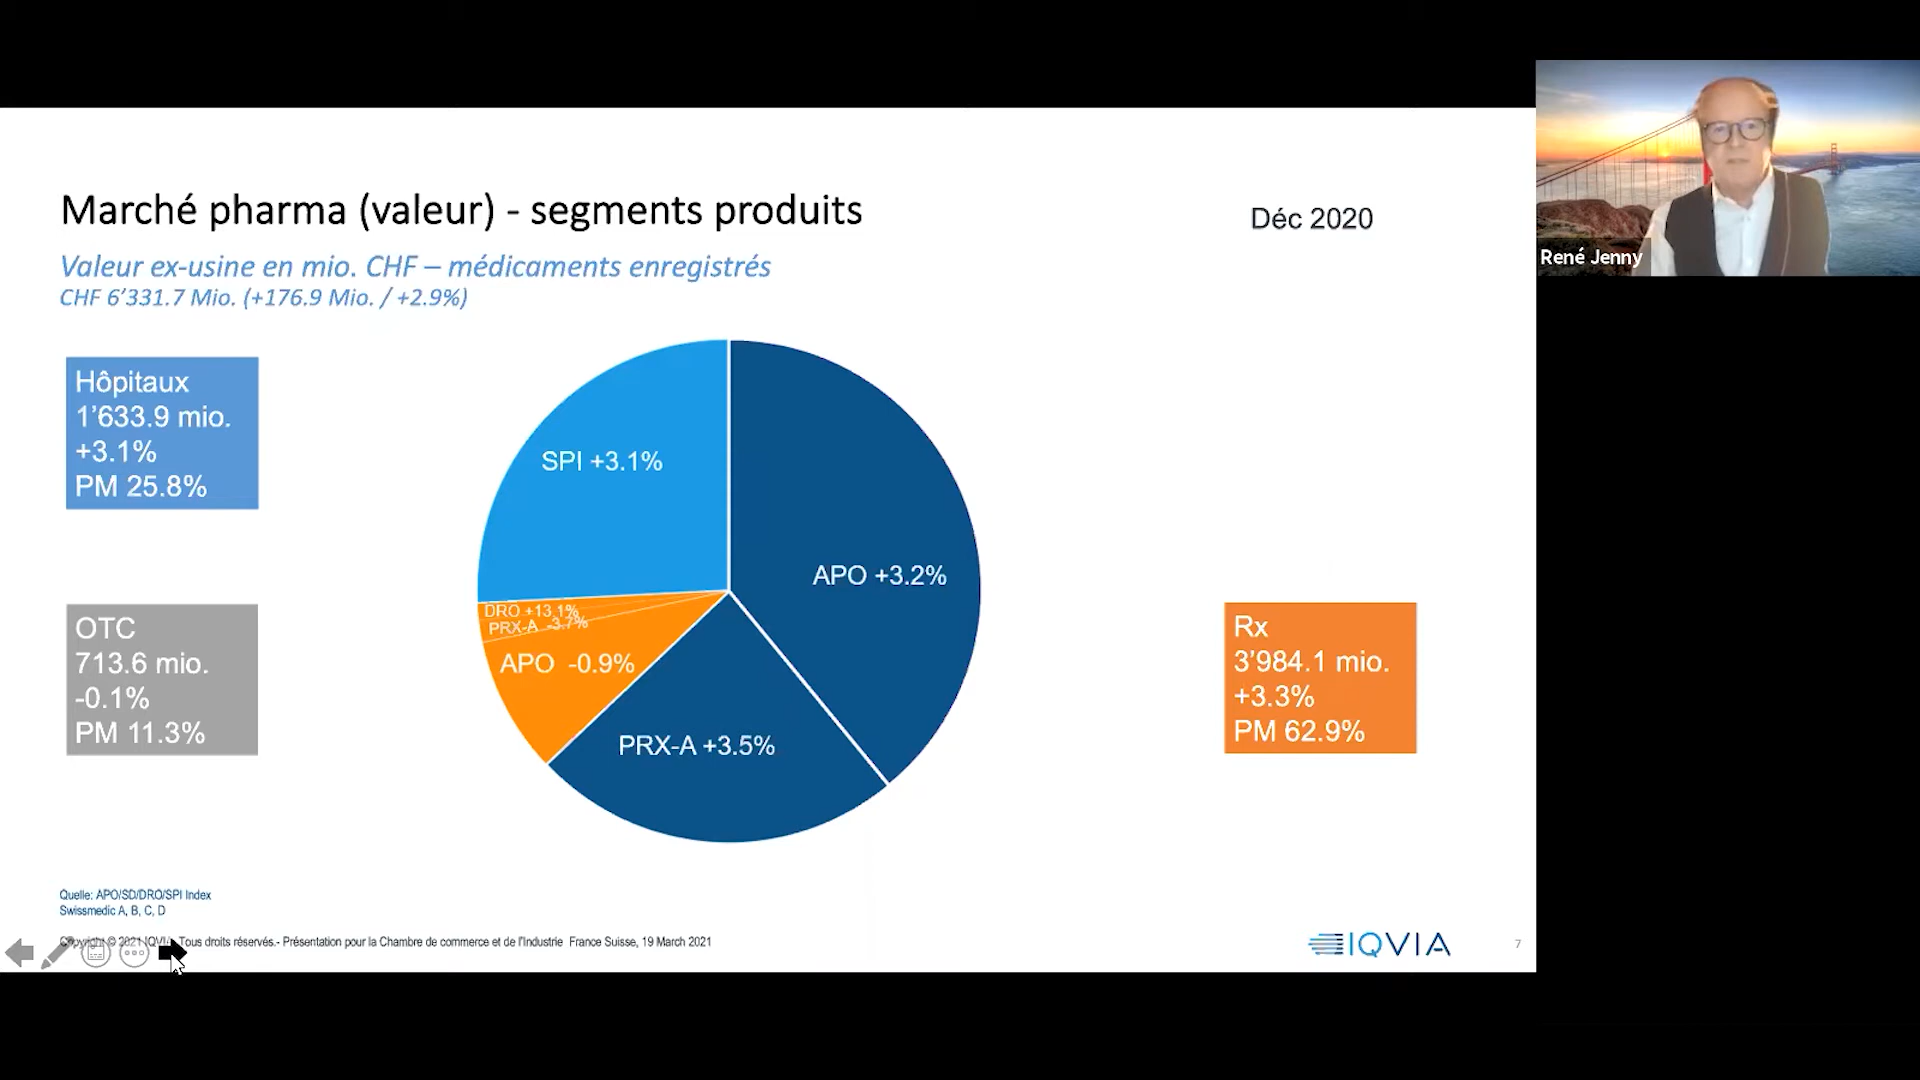 Marché pharma (valeur) - segments produits
Déc 2020
Valeur ex-usine en mio. CHF – médicaments enregistrés
CHF 6’331.7 Mio. (+176.9 Mio. / +2.9%)
René Jenny
Hôpitaux
1’633.9 mio.
+3.1%
PM 25.8%
SPI +3.1%
APO +3.2%
DRO +13.1%
PRX-A -3.7%
APO -0.9%
PRX-A +3.5%
OTC
713.6 mio.
-0.1%
PM 11.3%
Rx
3’984.1 mio.
+3.3%
PM 62.9%
Quelle: APO/SD/DRO/SPI Index
Swissmedic A, B, C, D
Copyright © 2021 IQVIA. Tous droits réservés.- Présentation pour la Chambre de commerce et de l'Industrie France Suisse, 19 March 2021
IQVIA
7